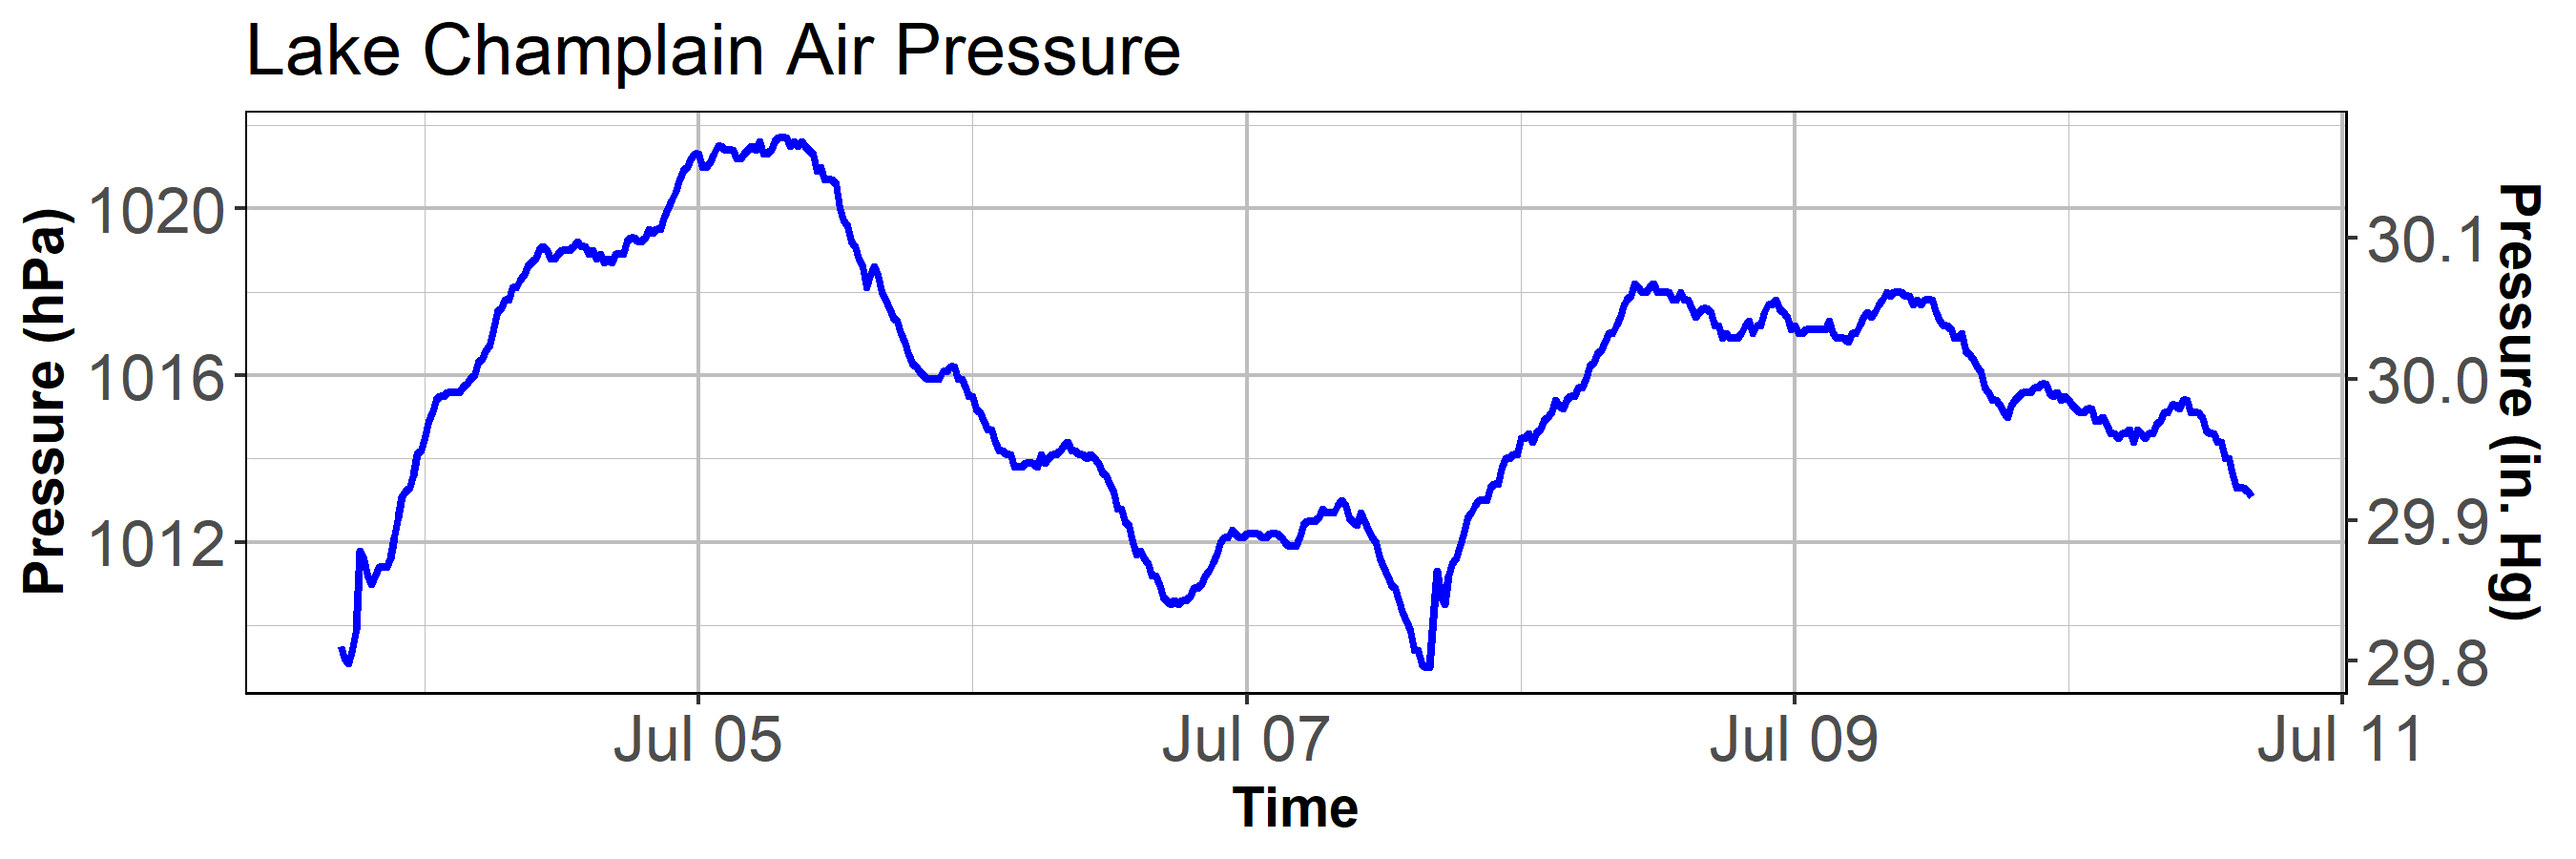 Lake Champlain Air Pressure
Pressure (hPa)
1020
1016
1012
30.1
30.0
29.9
29.8
Pressure (in. Hg)
Jul 05 Jul 07 Jul 09 Jul 11
Time